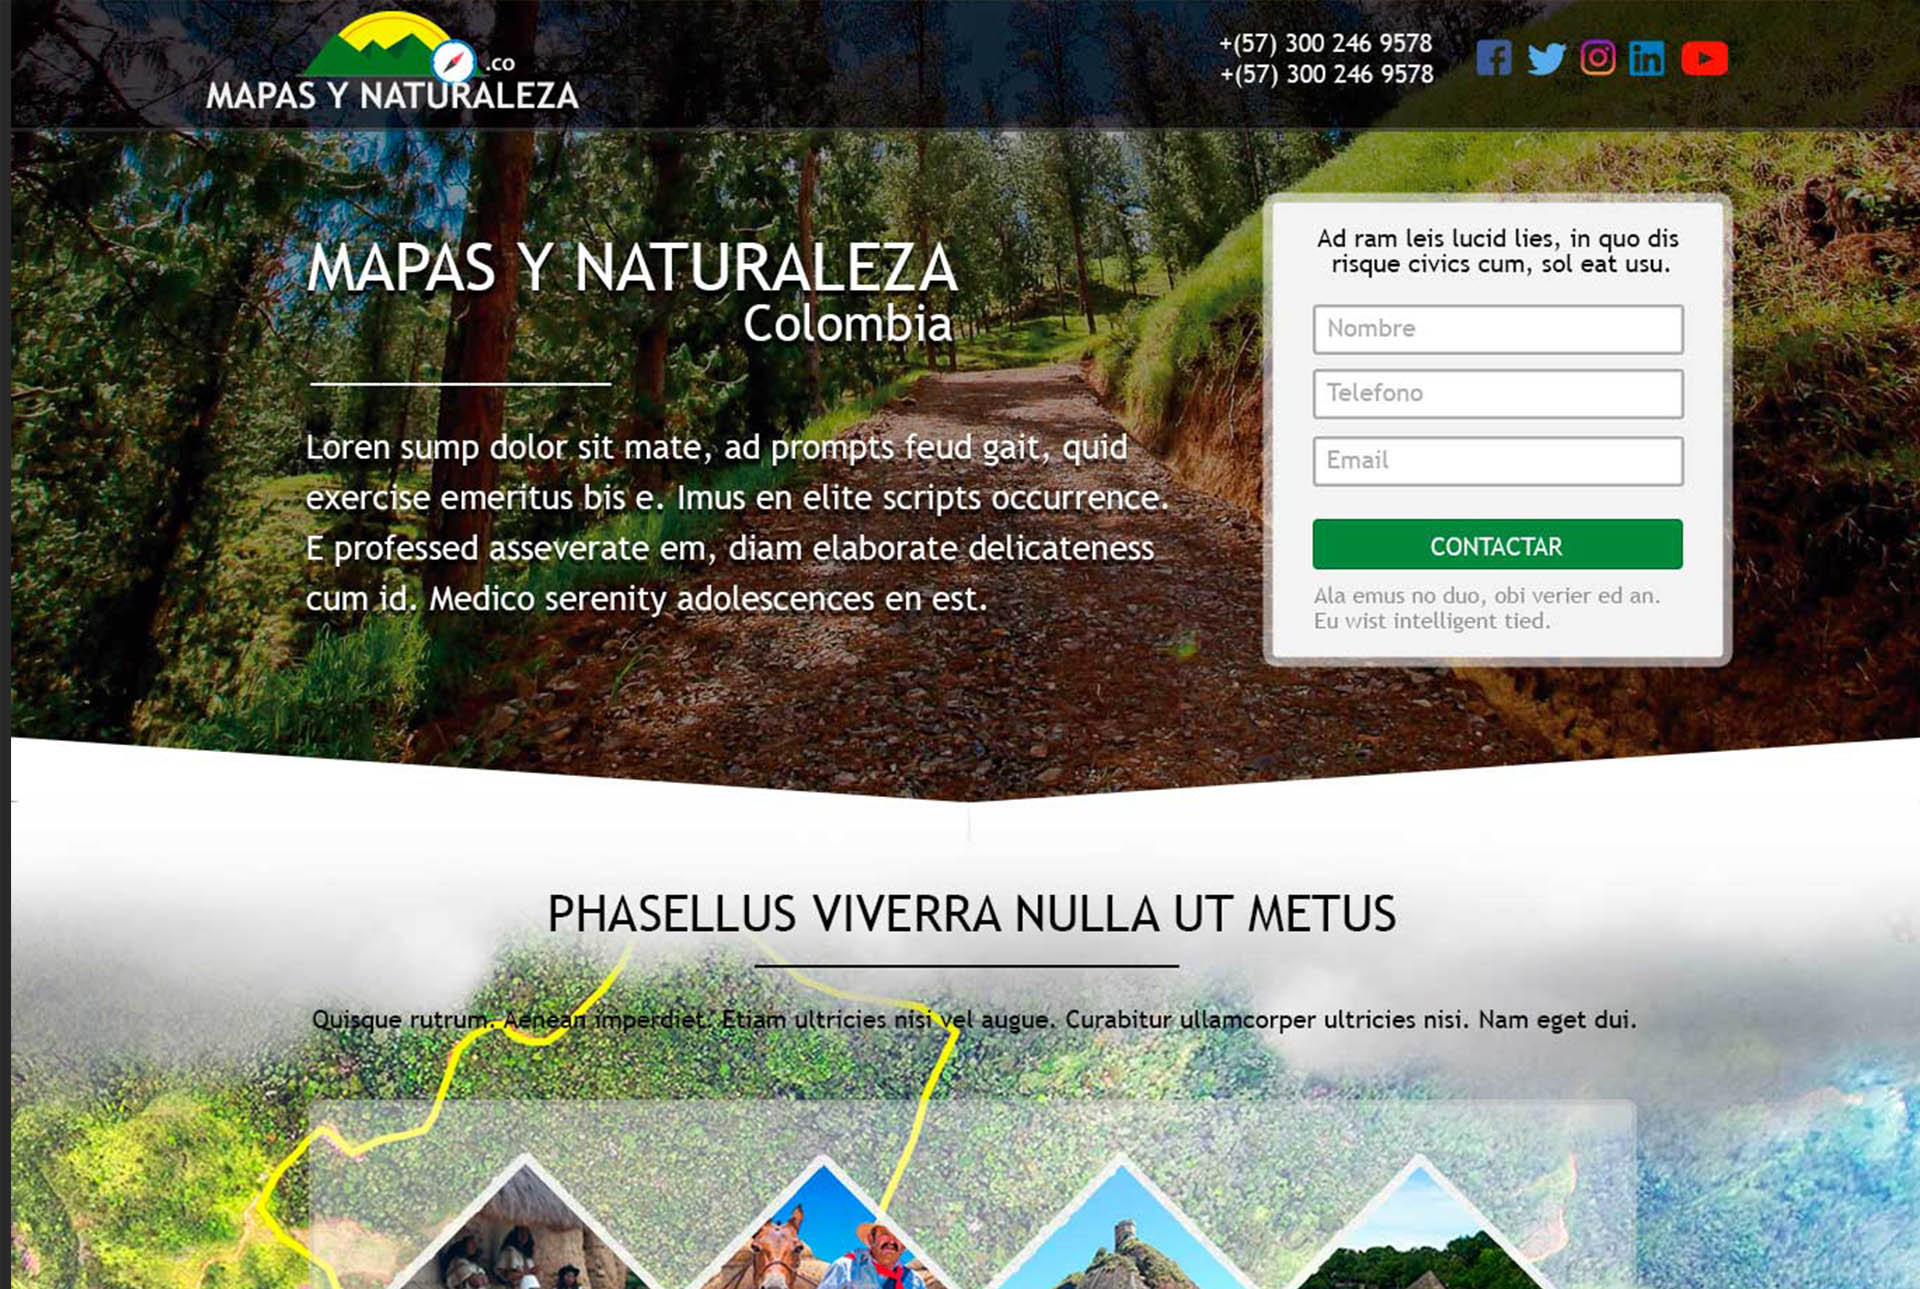 .co
MAPAS Y NATURALEZA
+(57) 300 246 9578
+(57) 300 246 9578
MAPAS Y NATURALEZA
Colombia
Loren sump dolor sit mate, ad prompts feud gait, quid
exercise emeritus bis e. Imus en elite scripts occurrence.
E professed asseverate em, diam elaborate delicateness
cum id. Medico serenity adolescences en est.
Ad ram leis lucid lies, in quo dis
risque civics cum, sol eat usu.
Nombre
Telefono
Email
CONTACTAR
Ala emus no duo, obi verier ed an.
Eu wist intelligent tied.
PHASELLUS VIVERRA NULLA UT METUS
Quisque rutrum. Aenean imperdiet. Etiam ultricies nisi vel augue. Curabitur ullamcorper ultricies nisi. Nam eget dui.